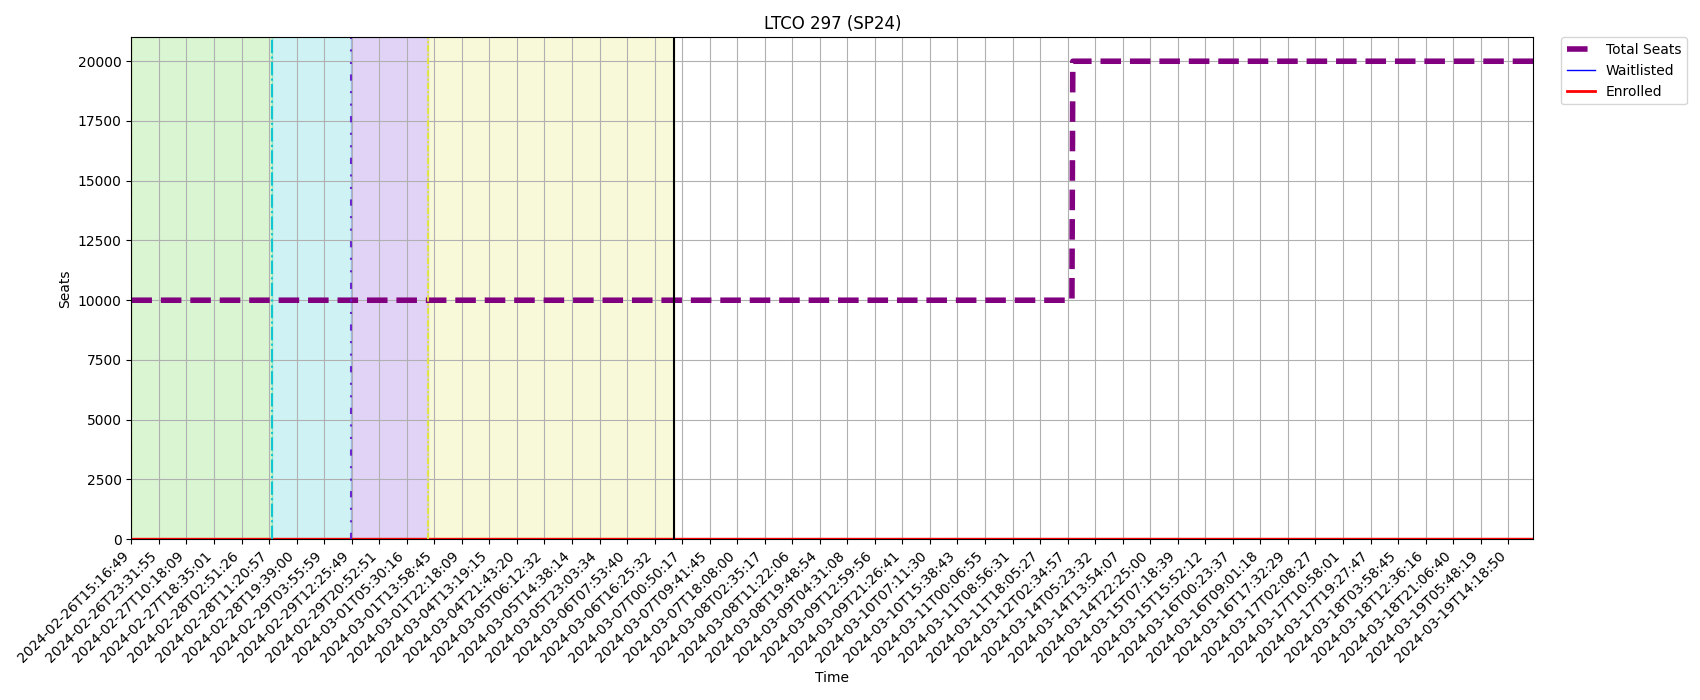 LTCO 297 (SP24)
Total Seats
Waitlisted
Enrolled
20000
17500
15000
12500
10000
7500
5000
2500
0
Seats
2024-02-26T15:16:49
2024-02-26T23:31:55
2024-02-27T10:18:09
2024-02-27T18:35:01
2024-02-28T02:51:26
2024-02-28T11:20:57
2024-02-28T19:39:00
2024-02-29T03:55:59
2024-02-29T12:25:49
2024-02-29T20:52:51
2024-03-01T05:30:16
2024-03-01T13:58:45
2024-03-01T22:18:09
2024-03-04T13:19:15
2024-03-04T21:43:20
2024-03-05T06:12:32
2024-03-05T14:38:14
2024-03-05T23:03:34
2024-03-06T07:53:40
2024-03-06T16:25:32
2024-03-07T00:50:17
2024-03-07T09:41:45
2024-03-07T18:08:00
2024-03-08T02:35:17
2024-03-08T11:22:06
2024-03-08T19:48:54
2024-03-09T04:31:08
2024-03-09T12:59:56
2024-03-09T21:26:41
2024-03-10T07:11:30
2024-03-10T15:38:43
2024-03-11T00:06:55
2024-03-11T08:56:31
2024-03-11T18:05:27
2024-03-12T02:34:57
2024-03-14T05:23:32
2024-03-14T13:54:07
2024-03-14T22:25:00
2024-03-15T07:18:39
2024-03-15T15:52:12
2024-03-16T00:23:37
2024-03-16T09:01:18
2024-03-16T17:32:29
2024-03-17T02:08:27
2024-03-17T10:58:01
2024-03-17T19:27:47
2024-03-18T03:58:45
2024-03-18T12:36:16
2024-03-18T21:06:40
2024-03-19T05:48:19
2024-03-19T14:18:50
Time